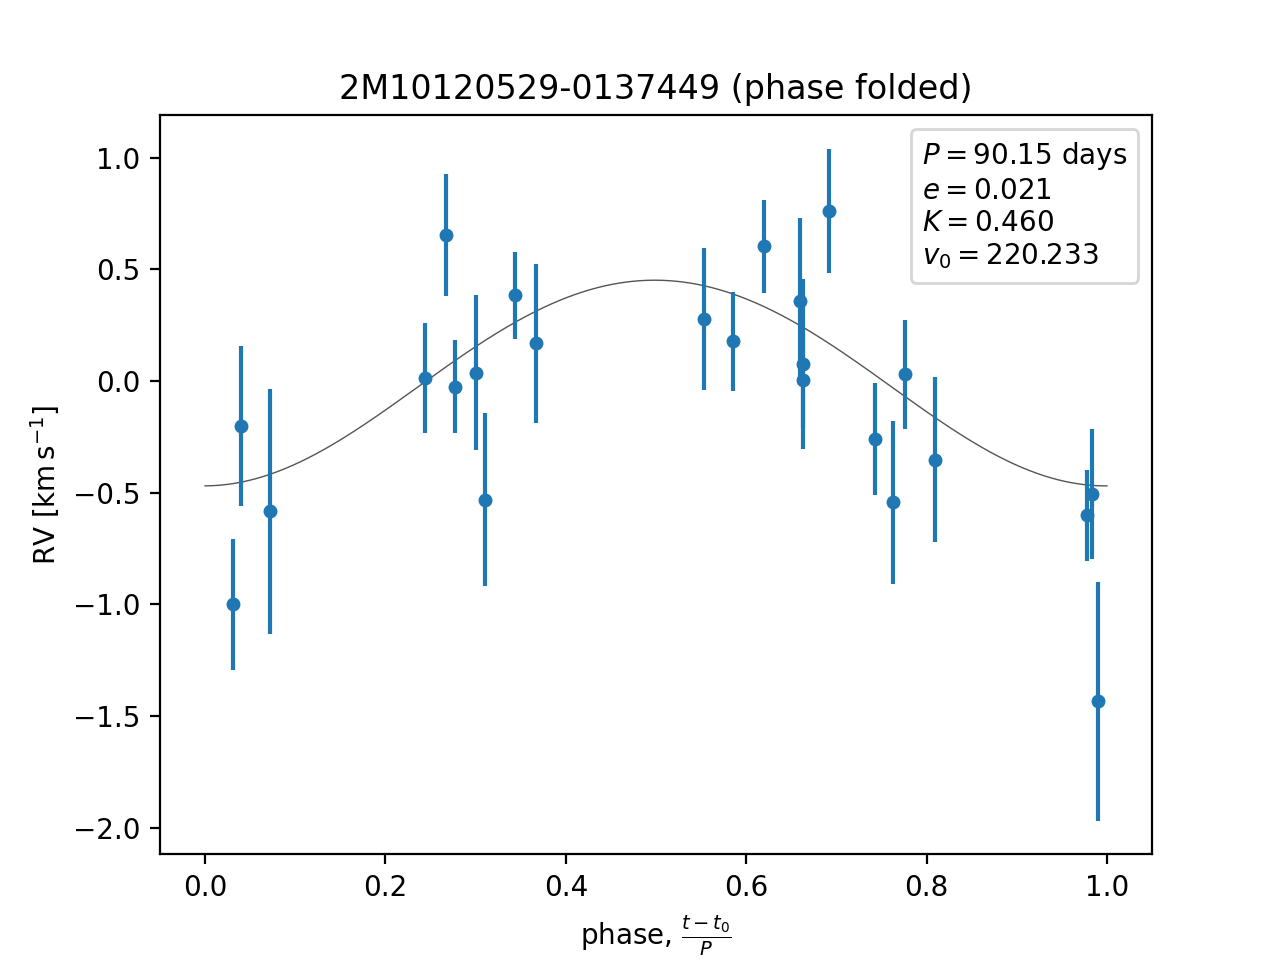 2M10120529-0137449 (phase folded)
P = 90.15 days
e = 0.021
K = 0.460
v₀ = 220.233
1.0
0.5
0.0
−0.5
−1.0
−1.5
−2.0
RV [km s⁻¹]
0.0 0.2 0.4 0.6 0.8 1.0
phase, (t − t₀)/P